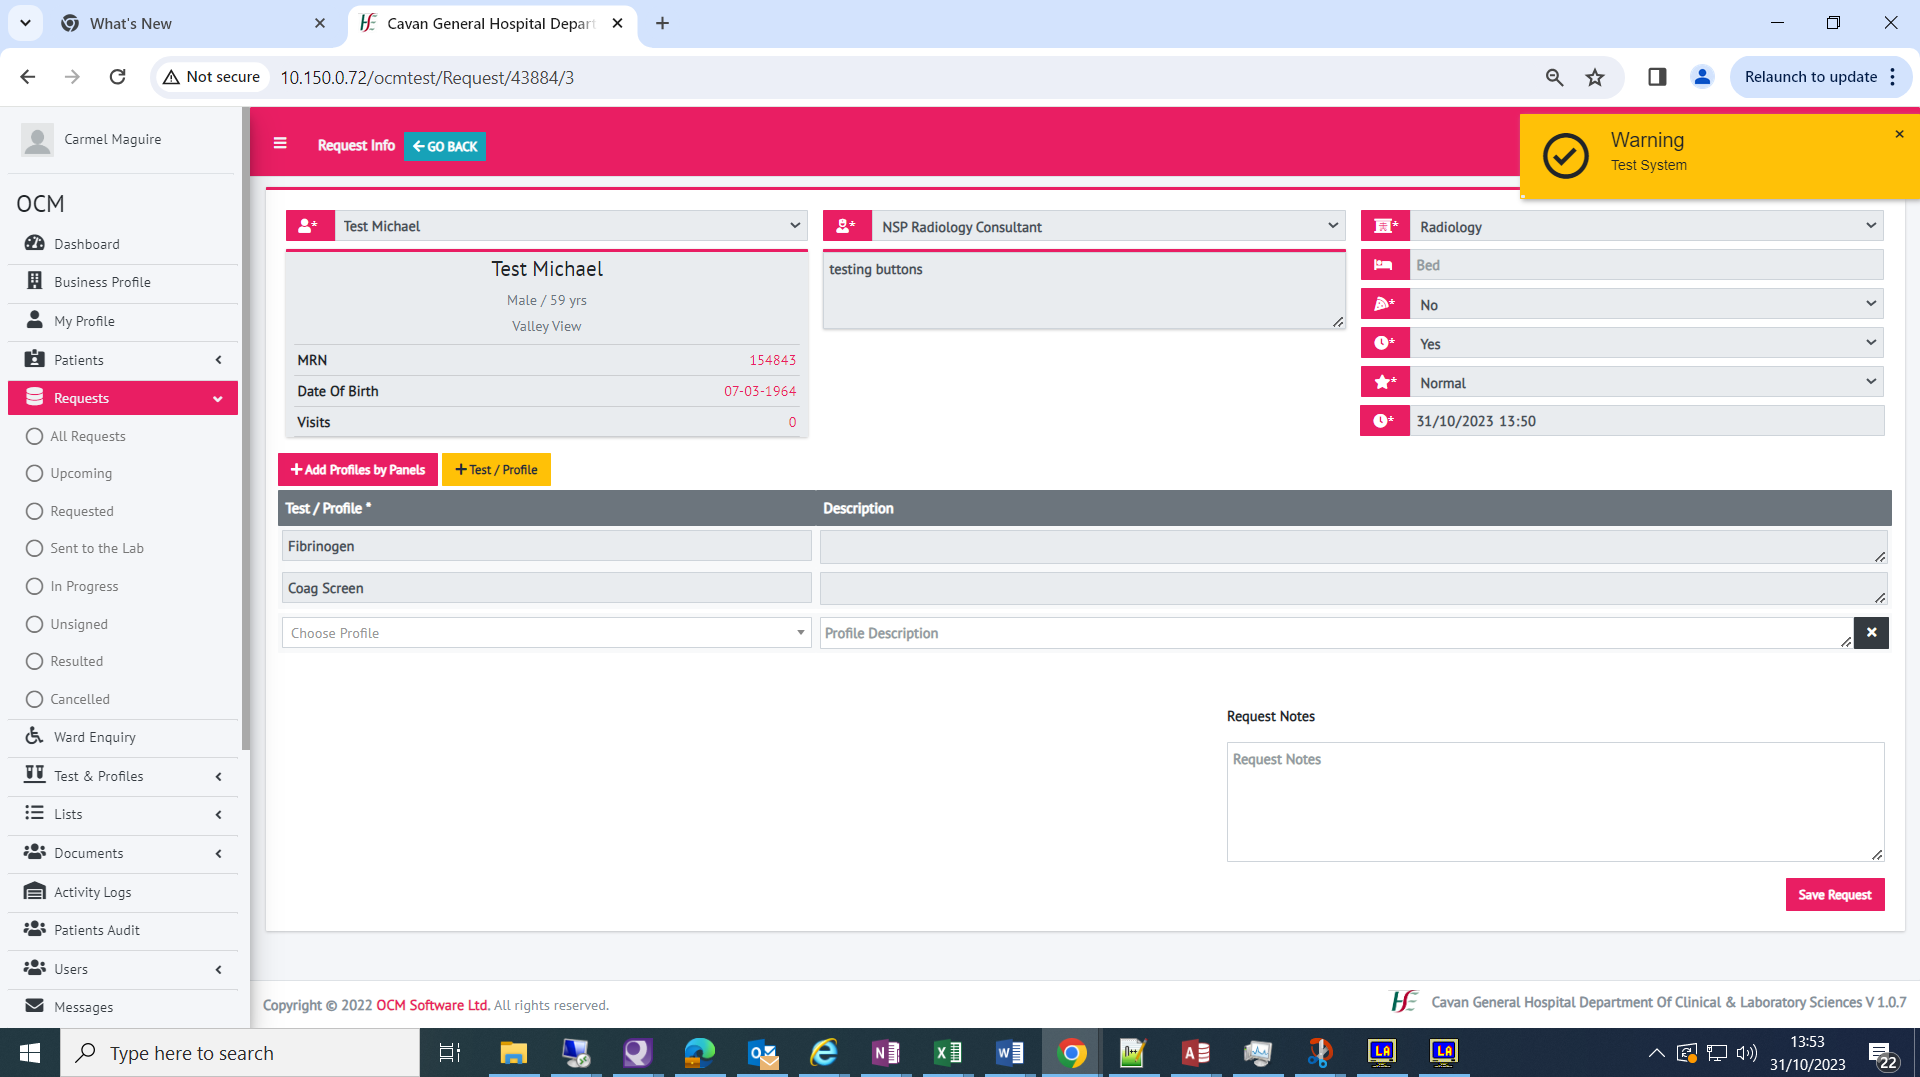 What's New
Cavan General Hospital Depart
Not secure
10.150.0.72/ocmtest/Request/43884/3
Relaunch to update
Carmel Maguire
OCM
Dashboard
Business Profile
My Profile
Patients
Requests
All Requests
Upcoming
Requested
Sent to the Lab
In Progress
Unsigned
Resulted
Cancelled
Ward Enquiry
Test & Profiles
Lists
Documents
Activity Logs
Patients Audit
Users
Messages
Request Info
GO BACK
Warning
Test System
Test Michael
NSP Radiology Consultant
Radiology
Test Michael
Male / 59 yrs
Valley View
MRN 154843
Date Of Birth 07-03-1964
Visits 0
testing buttons
Bed
No
Yes
Normal
31/10/2023 13:50
Add Profiles by Panels
Test / Profile
Test / Profile * Description
Fibrinogen
Coag Screen
Choose Profile Profile Description
Request Notes
Request Notes
Save Request
Copyright © 2022 OCM Software Ltd. All rights reserved.
Cavan General Hospital Department Of Clinical & Laboratory Sciences V 1.0.7
Type here to search
13:53
31/10/2023
22